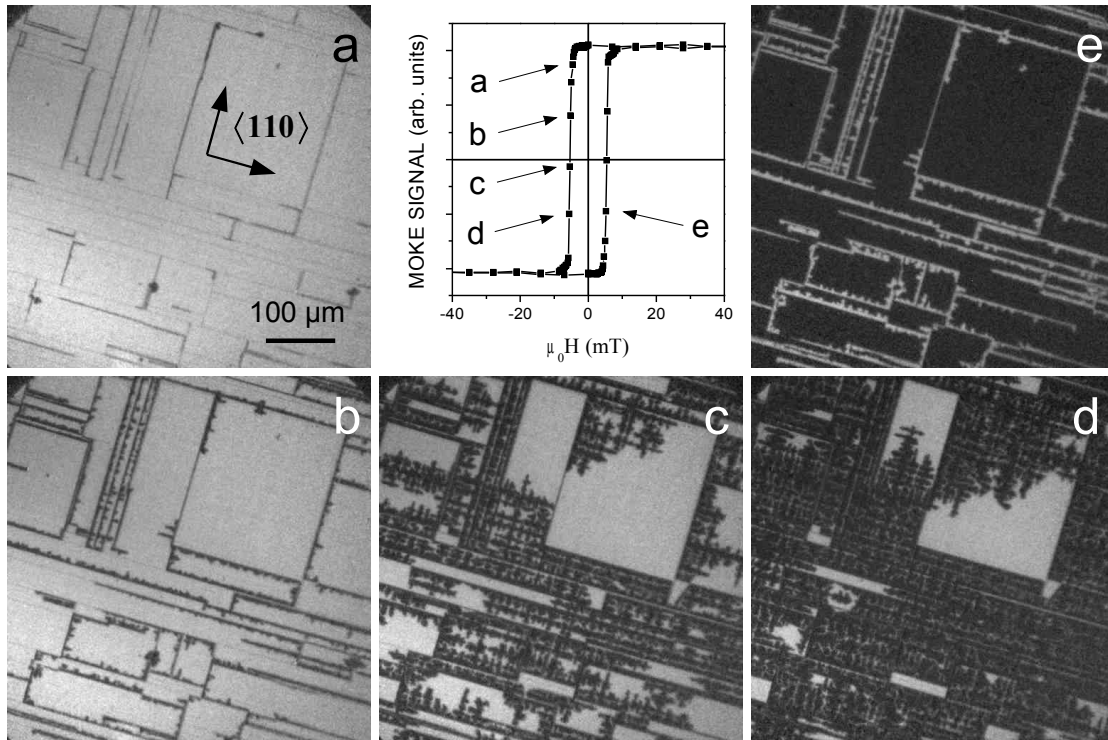 a
⟨110⟩
100 µm
MOKE SIGNAL (arb. units)
a
b
c
d
e
-40 -20 0 20 40
µ₀H (mT)
e
b
c
d